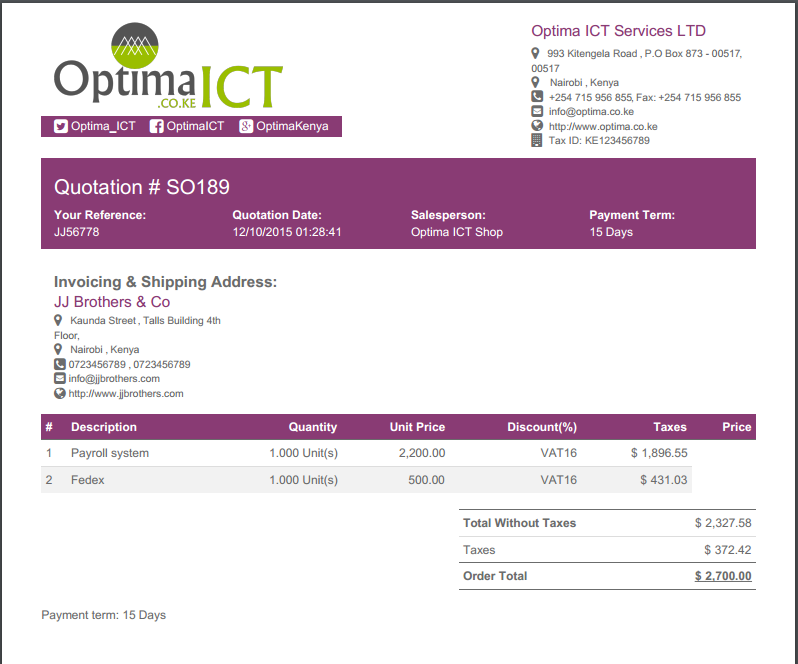 Optima ICT
.CO.KE
Optima_ICT OptimaICT OptimaKenya
Optima ICT Services LTD
993 Kitengela Road , P.O Box 873 - 00517,
00517
Nairobi , Kenya
+254 715 956 855, Fax: +254 715 956 855
info@optima.co.ke
http://www.optima.co.ke
Tax ID: KE123456789
Quotation # SO189
Your Reference: Quotation Date: Salesperson: Payment Term:
JJ56778 12/10/2015 01:28:41 Optima ICT Shop 15 Days
Invoicing & Shipping Address:
JJ Brothers & Co
Kaunda Street , Talls Building 4th
Floor,
Nairobi , Kenya
0723456789 , 0723456789
info@jjbrothers.com
http://www.jjbrothers.com
# Description Quantity Unit Price Discount(%) Taxes Price
1 Payroll system 1.000 Unit(s) 2,200.00 VAT16 $ 1,896.55
2 Fedex 1.000 Unit(s) 500.00 VAT16 $ 431.03
Total Without Taxes $ 2,327.58
Taxes $ 372.42
Order Total $ 2,700.00
Payment term: 15 Days